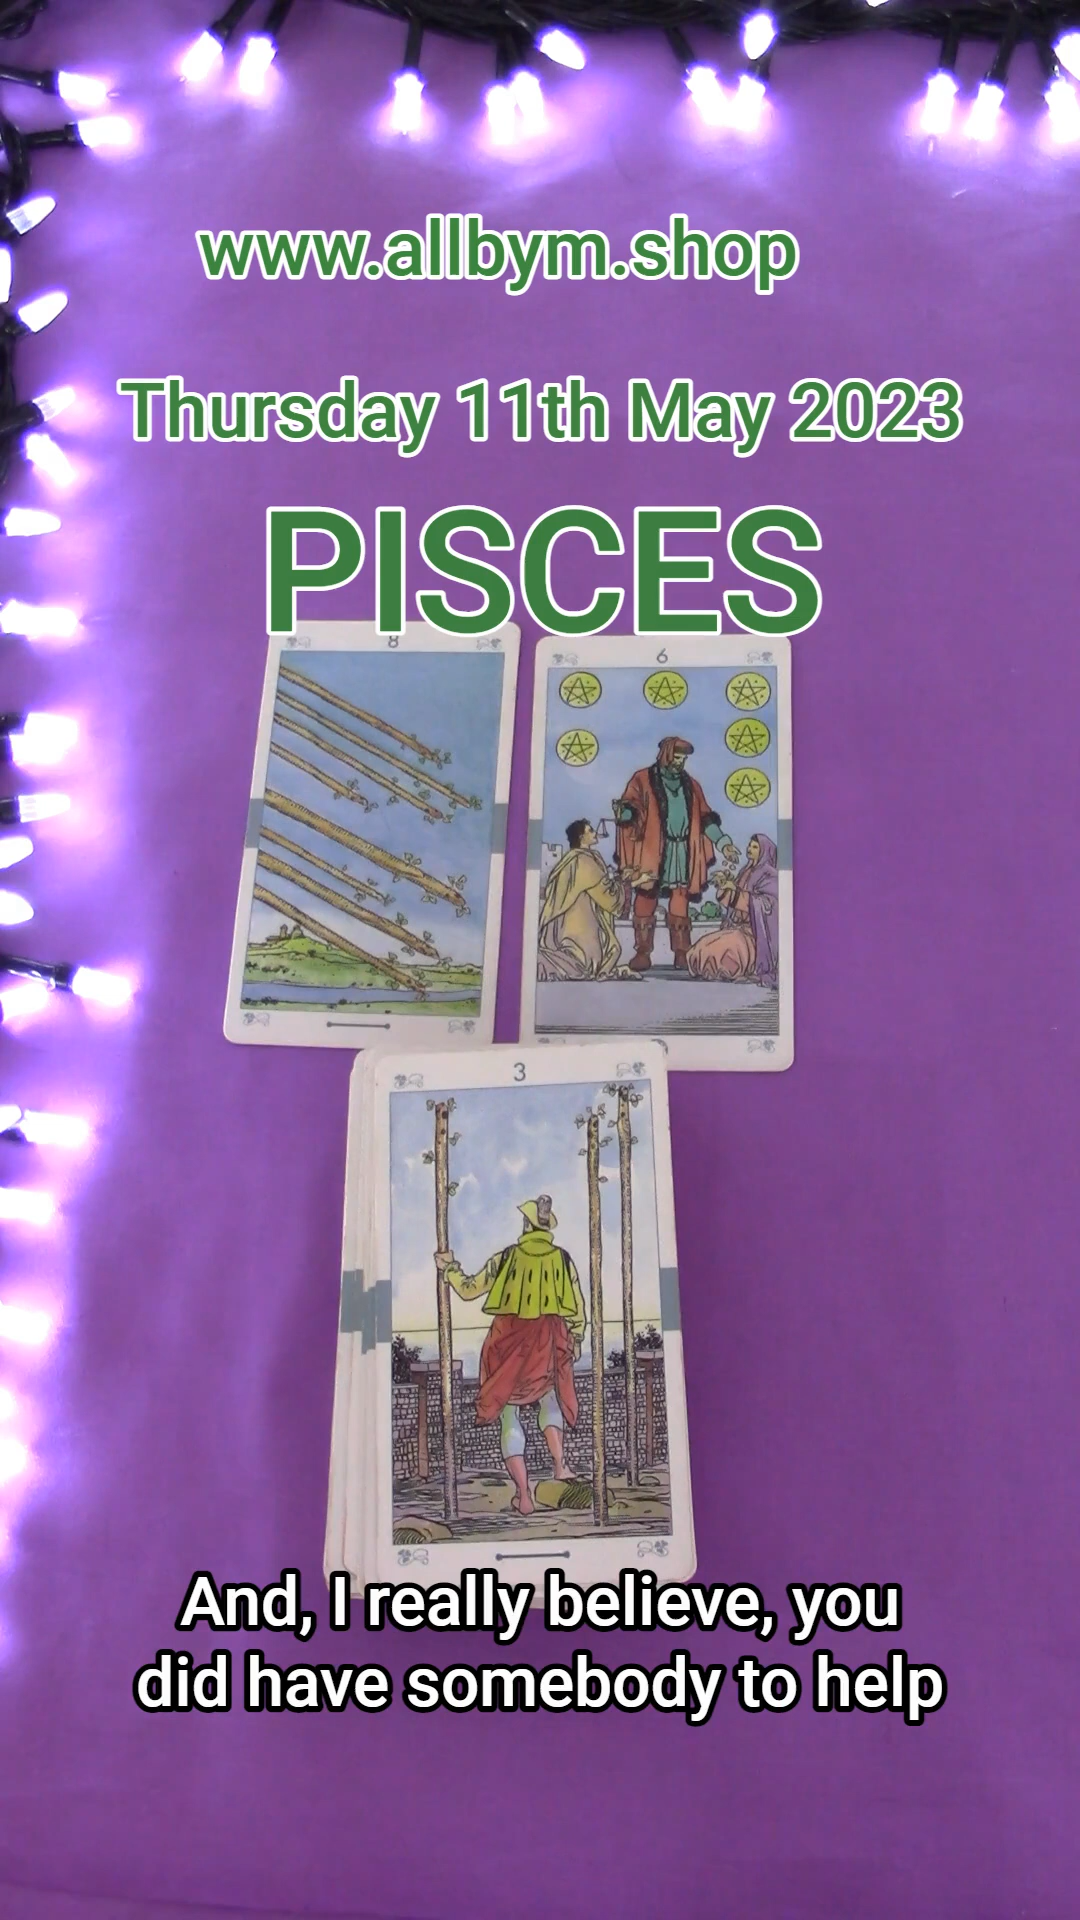 www.allbym.shop
Thursday 11th May 2023
PISCES
8
6
3
And, I really believe, you
did have somebody to help